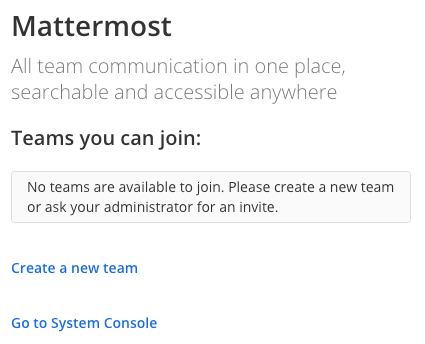 Mattermost
All team communication in one place,
searchable and accessible anywhere
Teams you can join:
No teams are available to join. Please create a new team
or ask your administrator for an invite.
Create a new team
Go to System Console